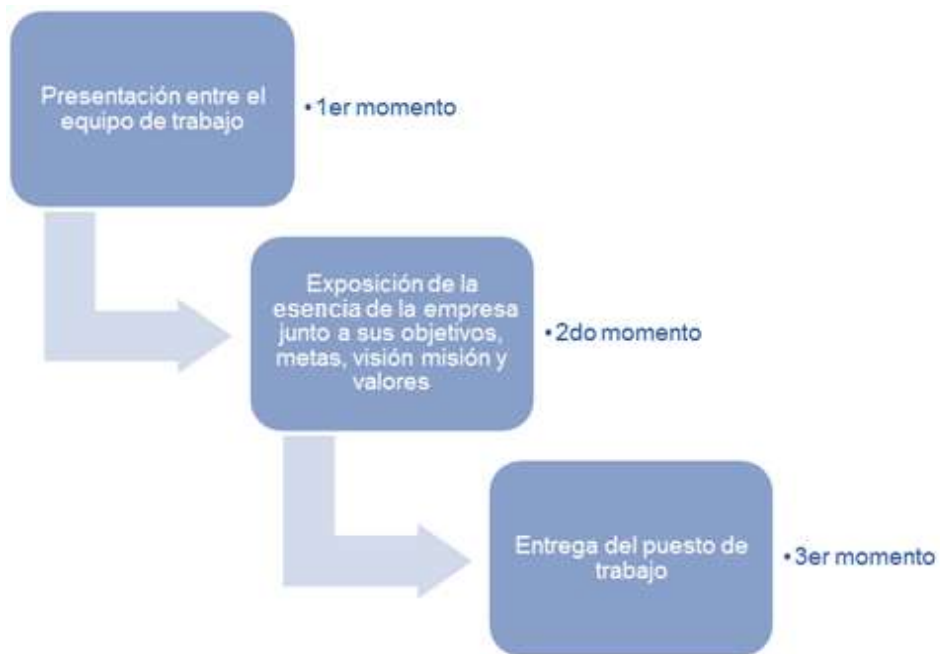 Presentación entre el
equipo de trabajo
• 1er momento
Exposición de la
esencia de la empresa
junto a sus objetivos,
metas, visión misión y
valores
• 2do momento
Entrega del puesto de
trabajo
• 3er momento